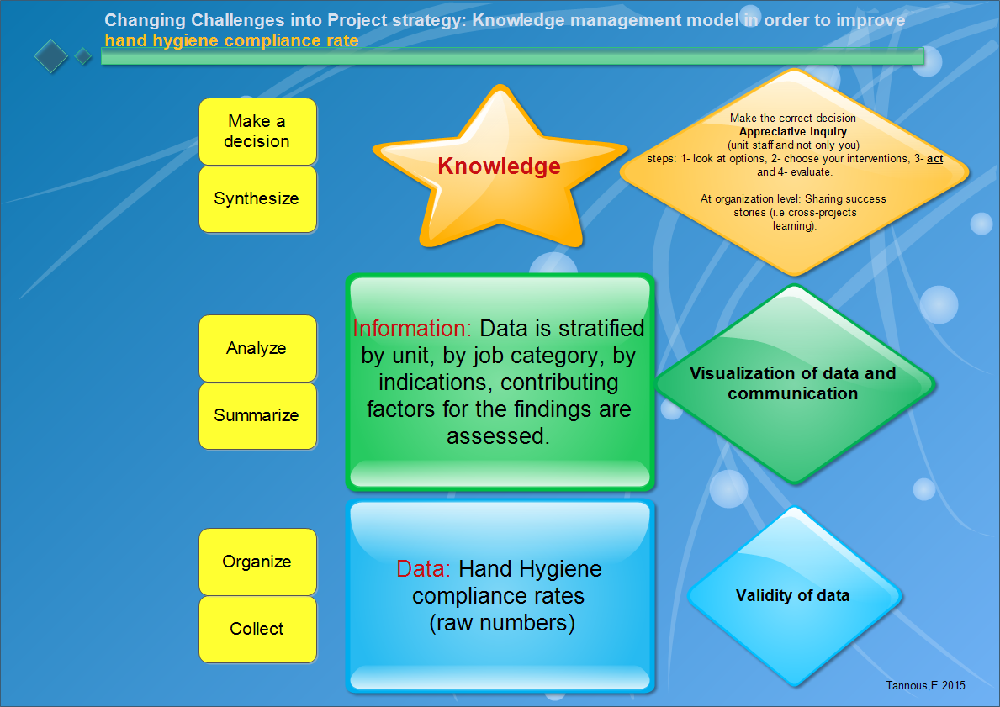 Changing Challenges into Project strategy: Knowledge management model in order to improve
hand hygiene compliance rate
Make a
decision
Synthesize
Knowledge
Make the correct decision
Appreciative inquiry
(unit staff and not only you)
steps: 1- look at options, 2- choose your interventions, 3- act
and 4- evaluate.
At organization level: Sharing success
stories (i.e cross-projects
learning).
Analyze
Summarize
Information: Data is stratified
by unit, by job category, by
indications, contributing
factors for the findings are
assessed.
Visualization of data and
communication
Organize
Collect
Data: Hand Hygiene
compliance rates
(raw numbers)
Validity of data
Tannous,E.2015